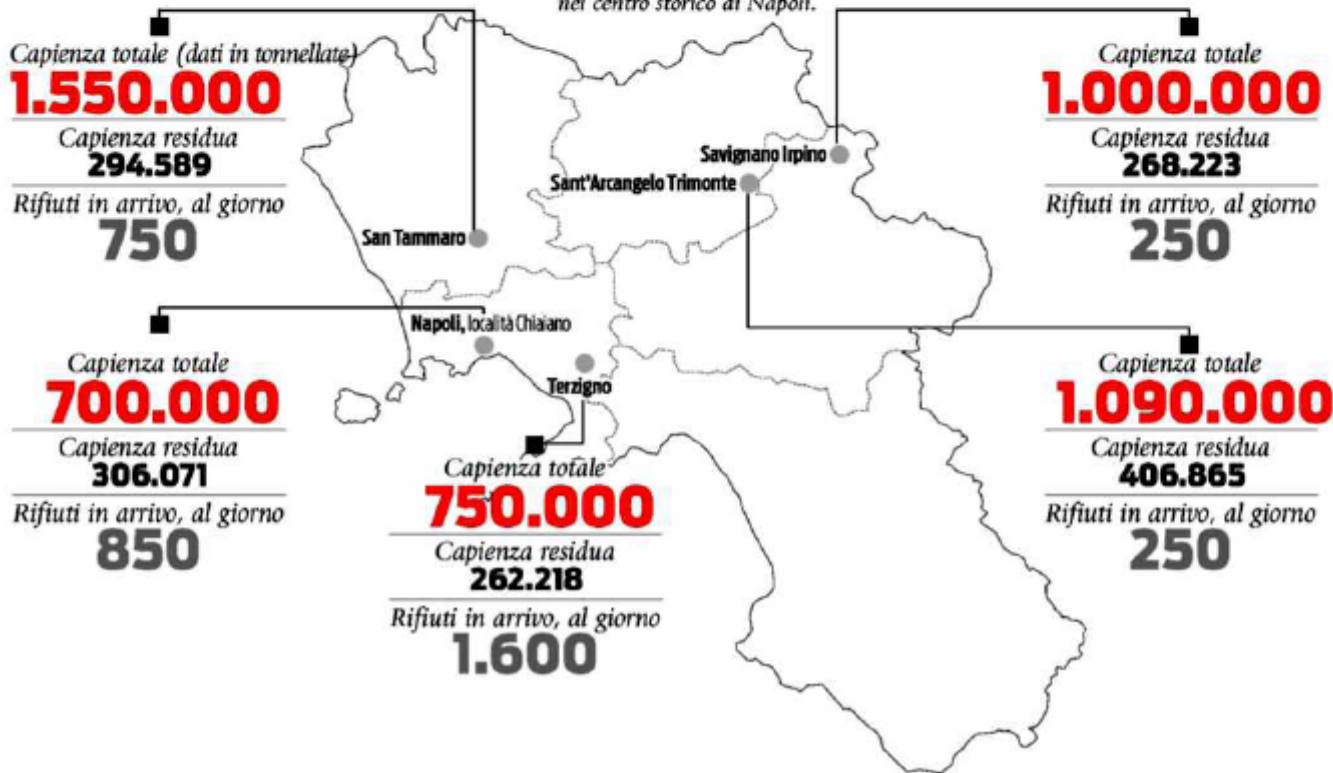 nel centro storico di Napoli.
Capienza totale (dati in tonnellate)
1.550.000
Capienza residua
294.589
Rifiuti in arrivo, al giorno
750
Capienza totale
1.000.000
Capienza residua
268.223
Rifiuti in arrivo, al giorno
250
Savignano Irpino
Sant'Arcangelo Trimonte
San Tammaro
Napoli, località Chiaiano
Terzigno
Capienza totale
700.000
Capienza residua
306.071
Rifiuti in arrivo, al giorno
850
Capienza totale
750.000
Capienza residua
262.218
Rifiuti in arrivo, al giorno
1.600
Capienza totale
1.090.000
Capienza residua
406.865
Rifiuti in arrivo, al giorno
250